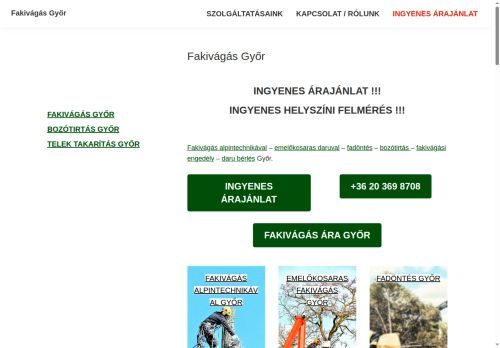 Fakivágás Győr
SZOLGÁLTATÁSAINK
KAPCSOLAT / RÓLUNK
INGYENES ÁRAJÁNLAT
Fakivágás Győr
INGYENES ÁRAJÁNLAT !!!
INGYENES HELYSZÍNI FELMÉRÉS !!!
FAKIVÁGÁS GYŐR
BOZÓTIRTÁS GYŐR
TELEK TAKARÍTÁS GYŐR
Fakivágás alpintechnikával – emelőkosaras daruval – fadöntés – bozótirtás – fakivágási
engedély – daru bérlés Győr.
INGYENES
ÁRAJÁNLAT
+36 20 369 8708
FAKIVÁGÁS ÁRA GYŐR
FAKIVÁGÁS
ALPINTECHNIKÁV
AL GYŐR
EMELŐKOSARAS
FAKIVÁGÁS
GYŐR
FADÖNTÉS GYŐR